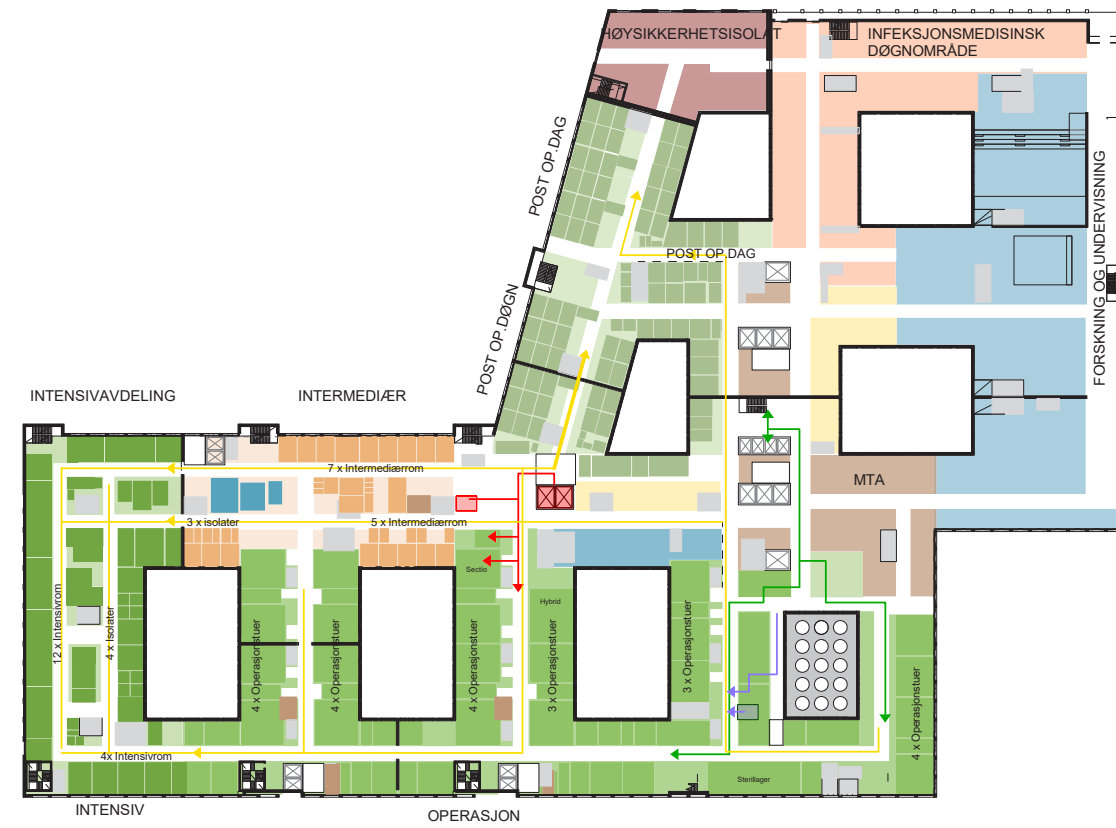 HØYSIKKERHETSISOLAT
INFEKSJONSMEDISINSK
DØGNOMRÅDE
POST OP.DAG
POST OP.DAG
POST OP.DØGN
FORSKNING OG UNDERVISNING
INTENSIVAVDELING
INTERMEDIÆR
7 x Intermediærrom
MTA
3 x isolater
5 x Intermediærrom
Sectio
Hybrid
12 x Intensivrom
4 x Isolater
4 x Operasjonstuer
4 x Operasjonstuer
4 x Operasjonstuer
3 x Operasjonstuer
3 x Operasjonstuer
4 x Operasjonstuer
4x Intensivrom
Sterillager
INTENSIV
OPERASJON